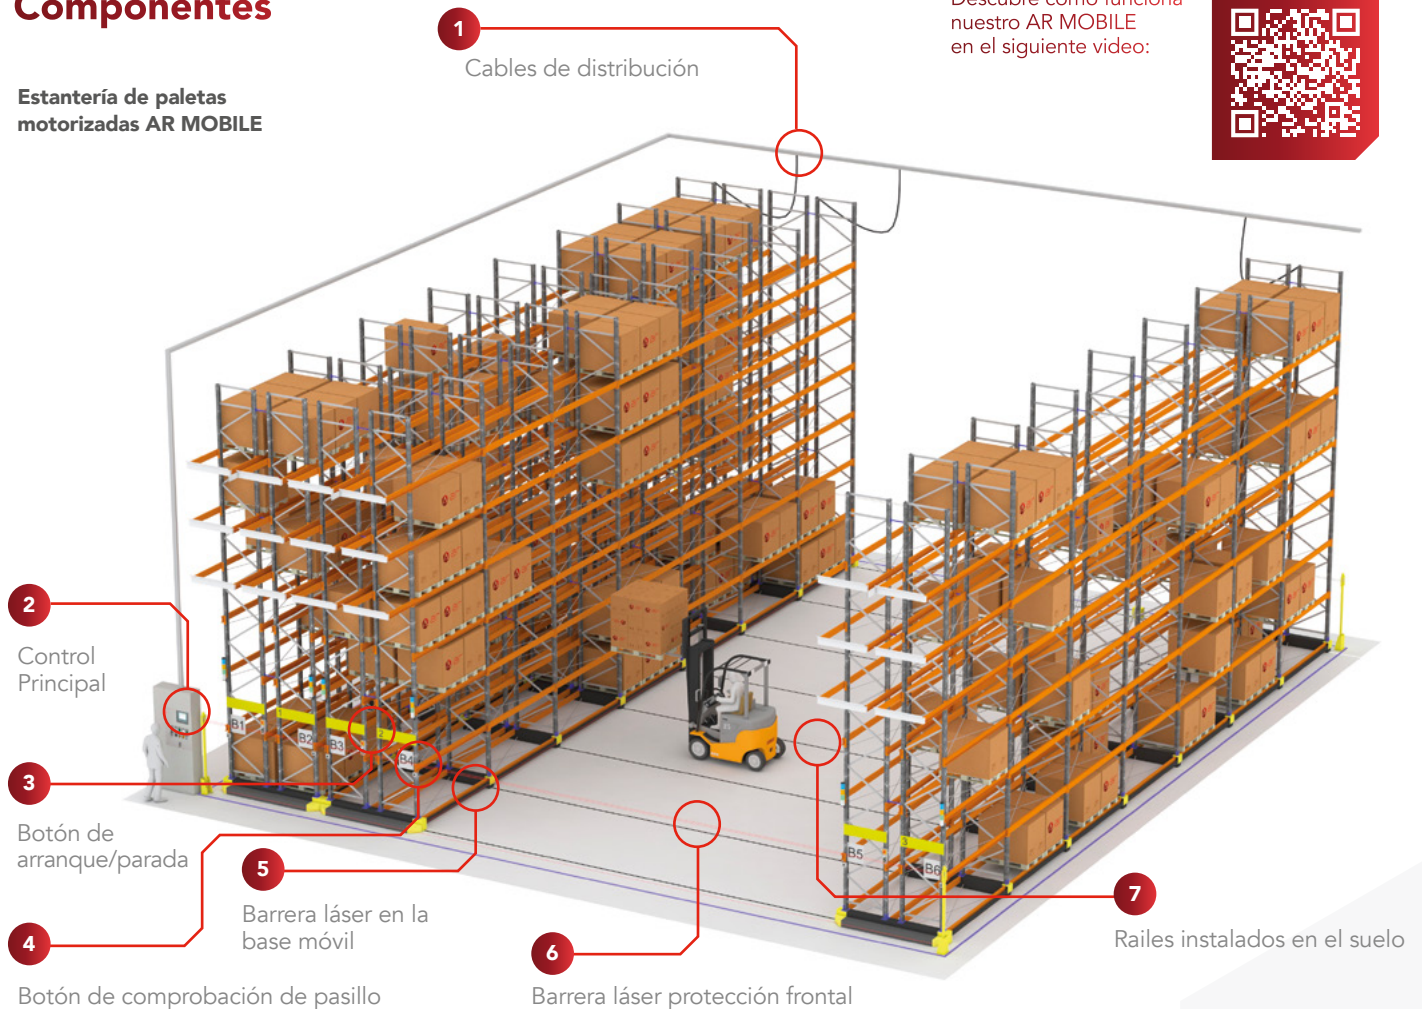 Componentes
Descubre cómo funciona
nuestro AR MOBILE
en el siguiente video:
Estantería de paletas
motorizadas AR MOBILE
1
Cables de distribución
2
Control
Principal
3
Botón de
arranque/parada
4
Botón de comprobación de pasillo
5
Barrera láser en la
base móvil
6
Barrera láser protección frontal
7
Railes instalados en el suelo
B1
B2
B3
2
B4
B5
3
B6